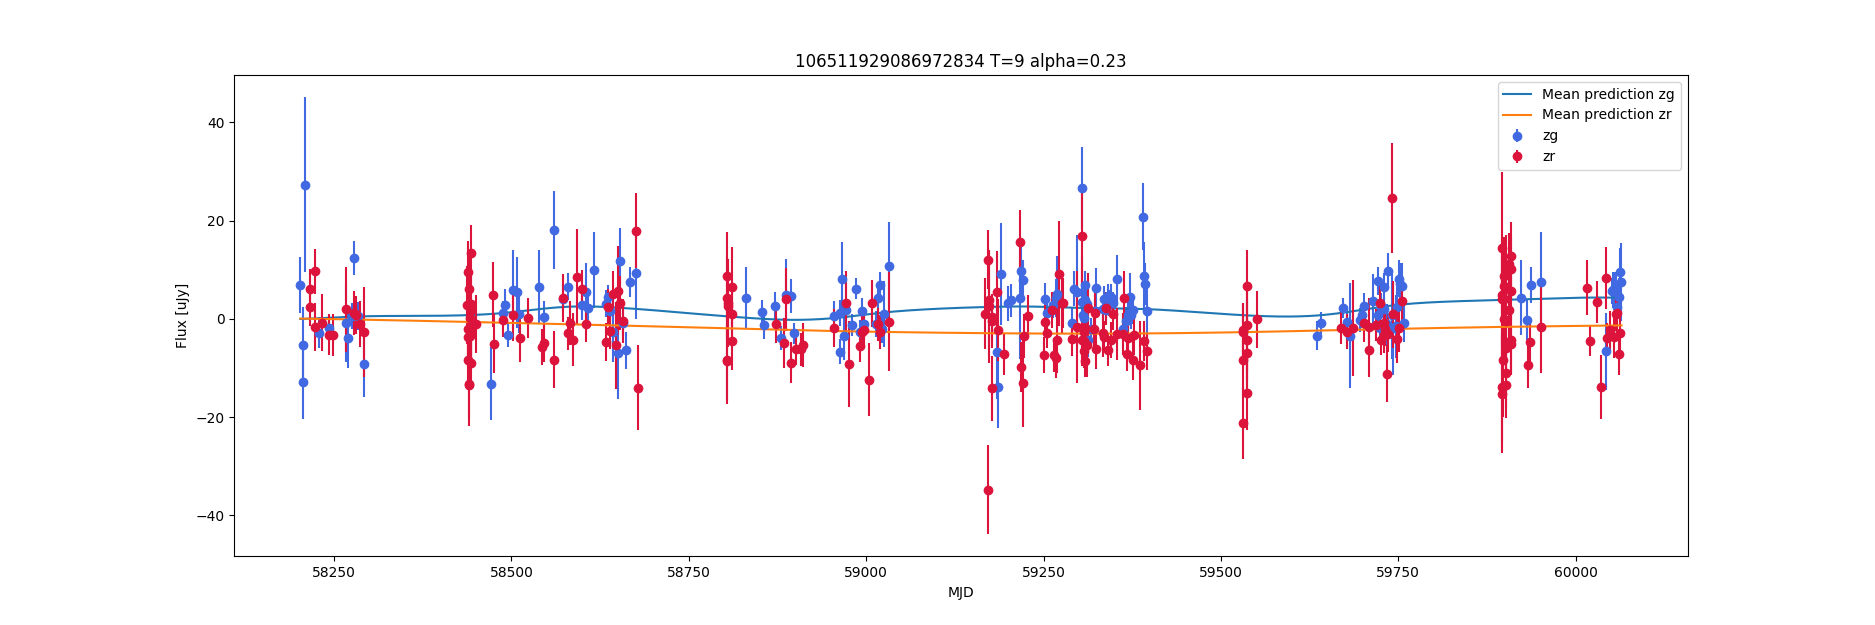 106511929086972834 T=9 alpha=0.23
Mean prediction zg
Mean prediction zr
zg
zr
Flux [uJy]
40
20
0
−20
−40
58250 58500 58750 59000 59250 59500 59750 60000
MJD